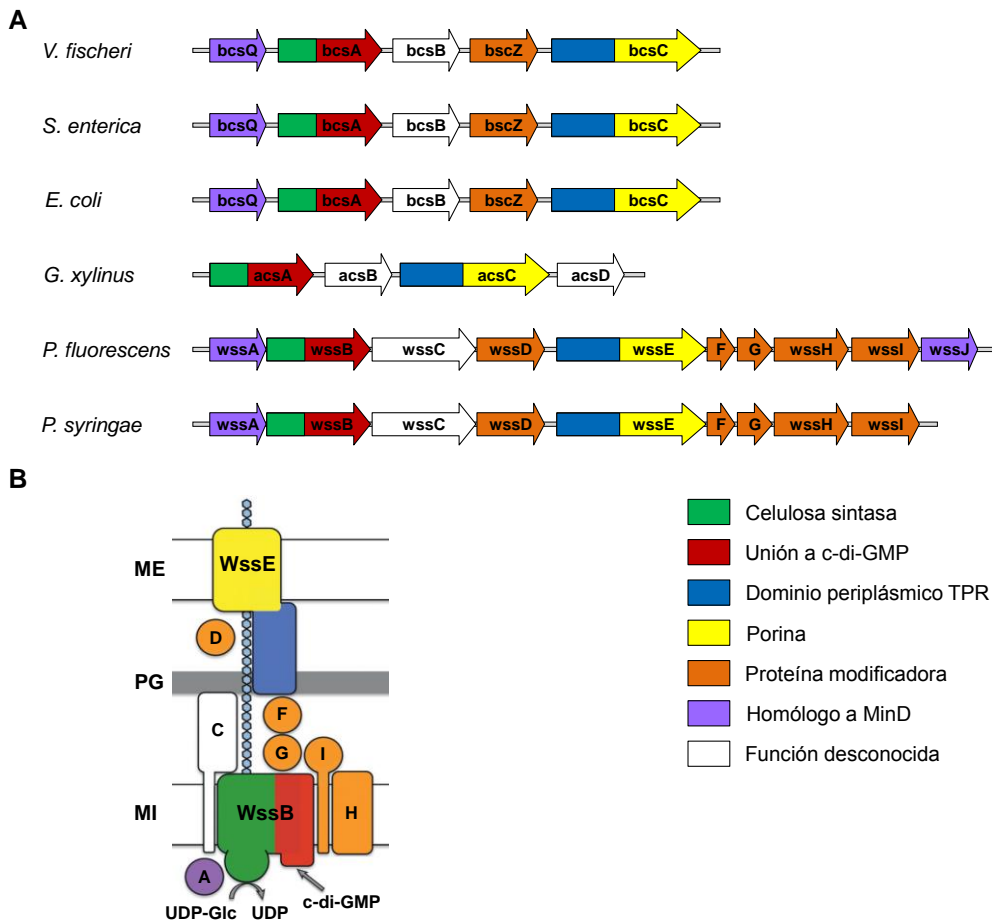 A
V. fischeri
bcsQ bcsA bcsB bscZ bcsC
S. enterica
bcsQ bcsA bcsB bscZ bcsC
E. coli
bcsQ bcsA bcsB bscZ bcsC
G. xylinus
acsA acsB acsC acsD
P. fluorescens
wssA wssB wssC wssD wssE F G wssH wssI wssJ
P. syringae
wssA wssB wssC wssD wssE F G wssH wssI
B
ME
WssE
D
PG
C
F
G
I
MI
WssB
H
A
UDP-Glc UDP c-di-GMP
Celulosa sintasa
Unión a c-di-GMP
Dominio periplásmico TPR
Porina
Proteína modificadora
Homólogo a MinD
Función desconocida